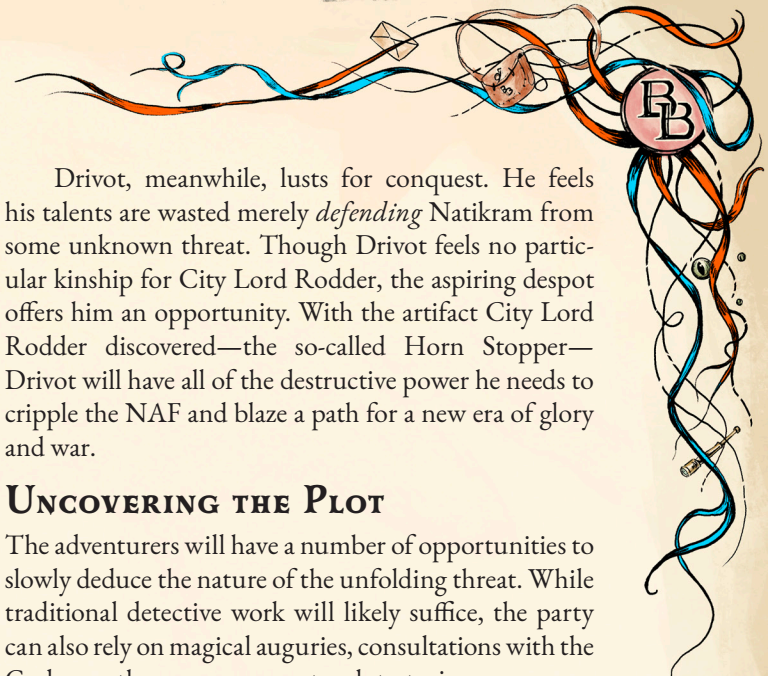 BB
Drivot, meanwhile, lusts for conquest. He feels
his talents are wasted merely defending Natikram from
some unknown threat. Though Drivot feels no partic-
ular kinship for City Lord Rodder, the aspiring despot
offers him an opportunity. With the artifact City Lord
Rodder discovered—the so-called Horn Stopper—
Drivot will have all of the destructive power he needs to
cripple the NAF and blaze a path for a new era of glory
and war.
Uncovering the Plot
The adventurers will have a number of opportunities to
slowly deduce the nature of the unfolding threat. While
traditional detective work will likely suffice, the party
can also rely on magical auguries, consultations with the